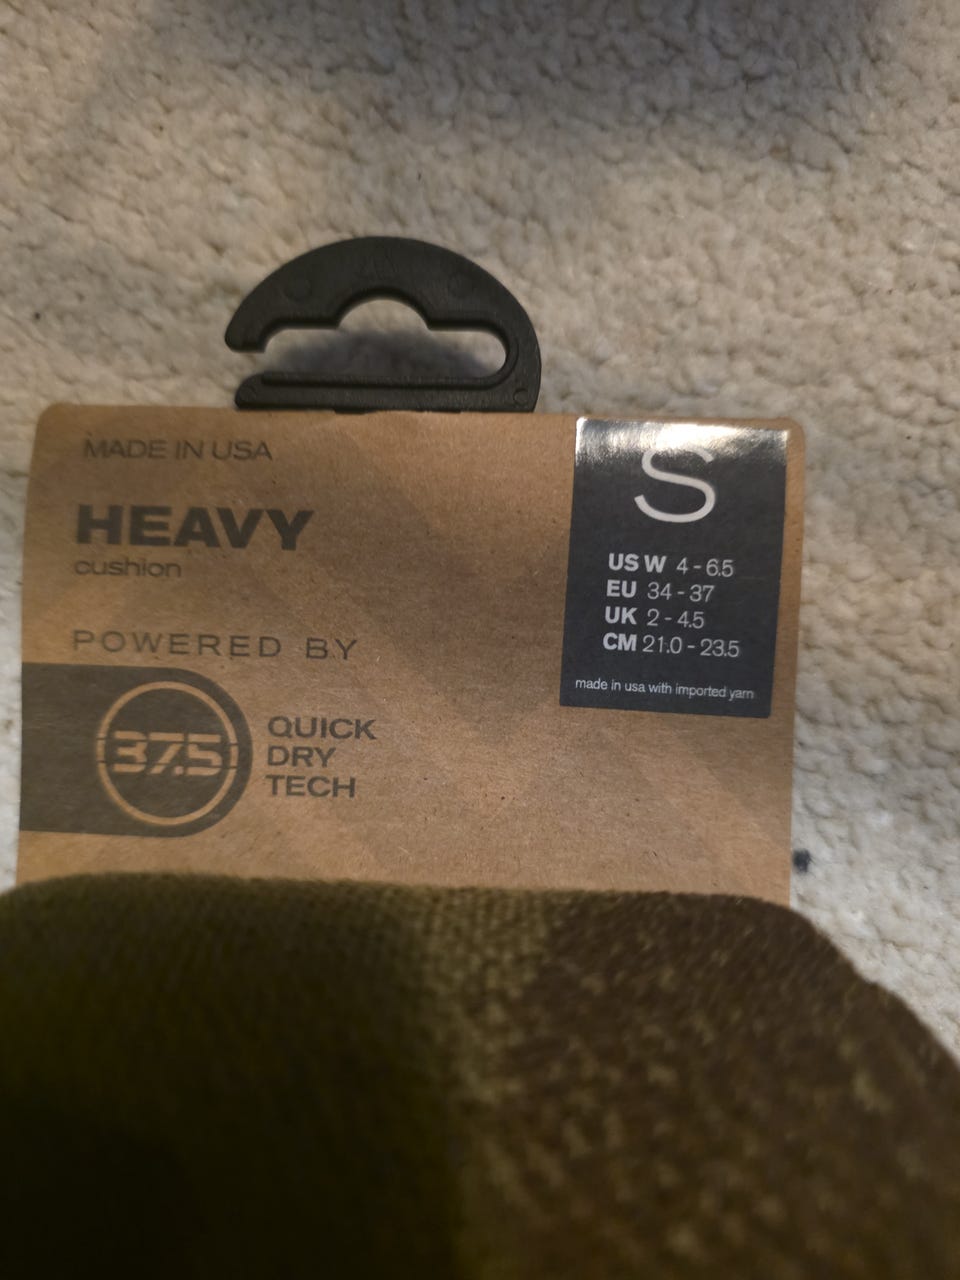 MADE IN USA
HEAVY
cushion
POWERED BY
37.5
QUICK
DRY
TECH
S
US W 4 - 6.5
EU 34 - 37
UK 2 - 4.5
CM 21.0 - 23.5
made in usa with imported yarn